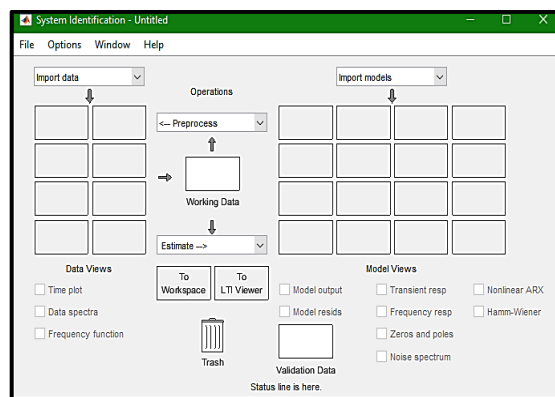 System Identification - Untitled
File Options Window Help
Import data
Operations
Import models
<-- Preprocess
Working Data
Estimate -->
Data Views
To Workspace
To LTI Viewer
Model Views
Time plot
Data spectra
Frequency function
Model output
Model resids
Transient resp
Frequency resp
Zeros and poles
Noise spectrum
Nonlinear ARX
Hamm-Wiener
Trash
Validation Data
Status line is here.